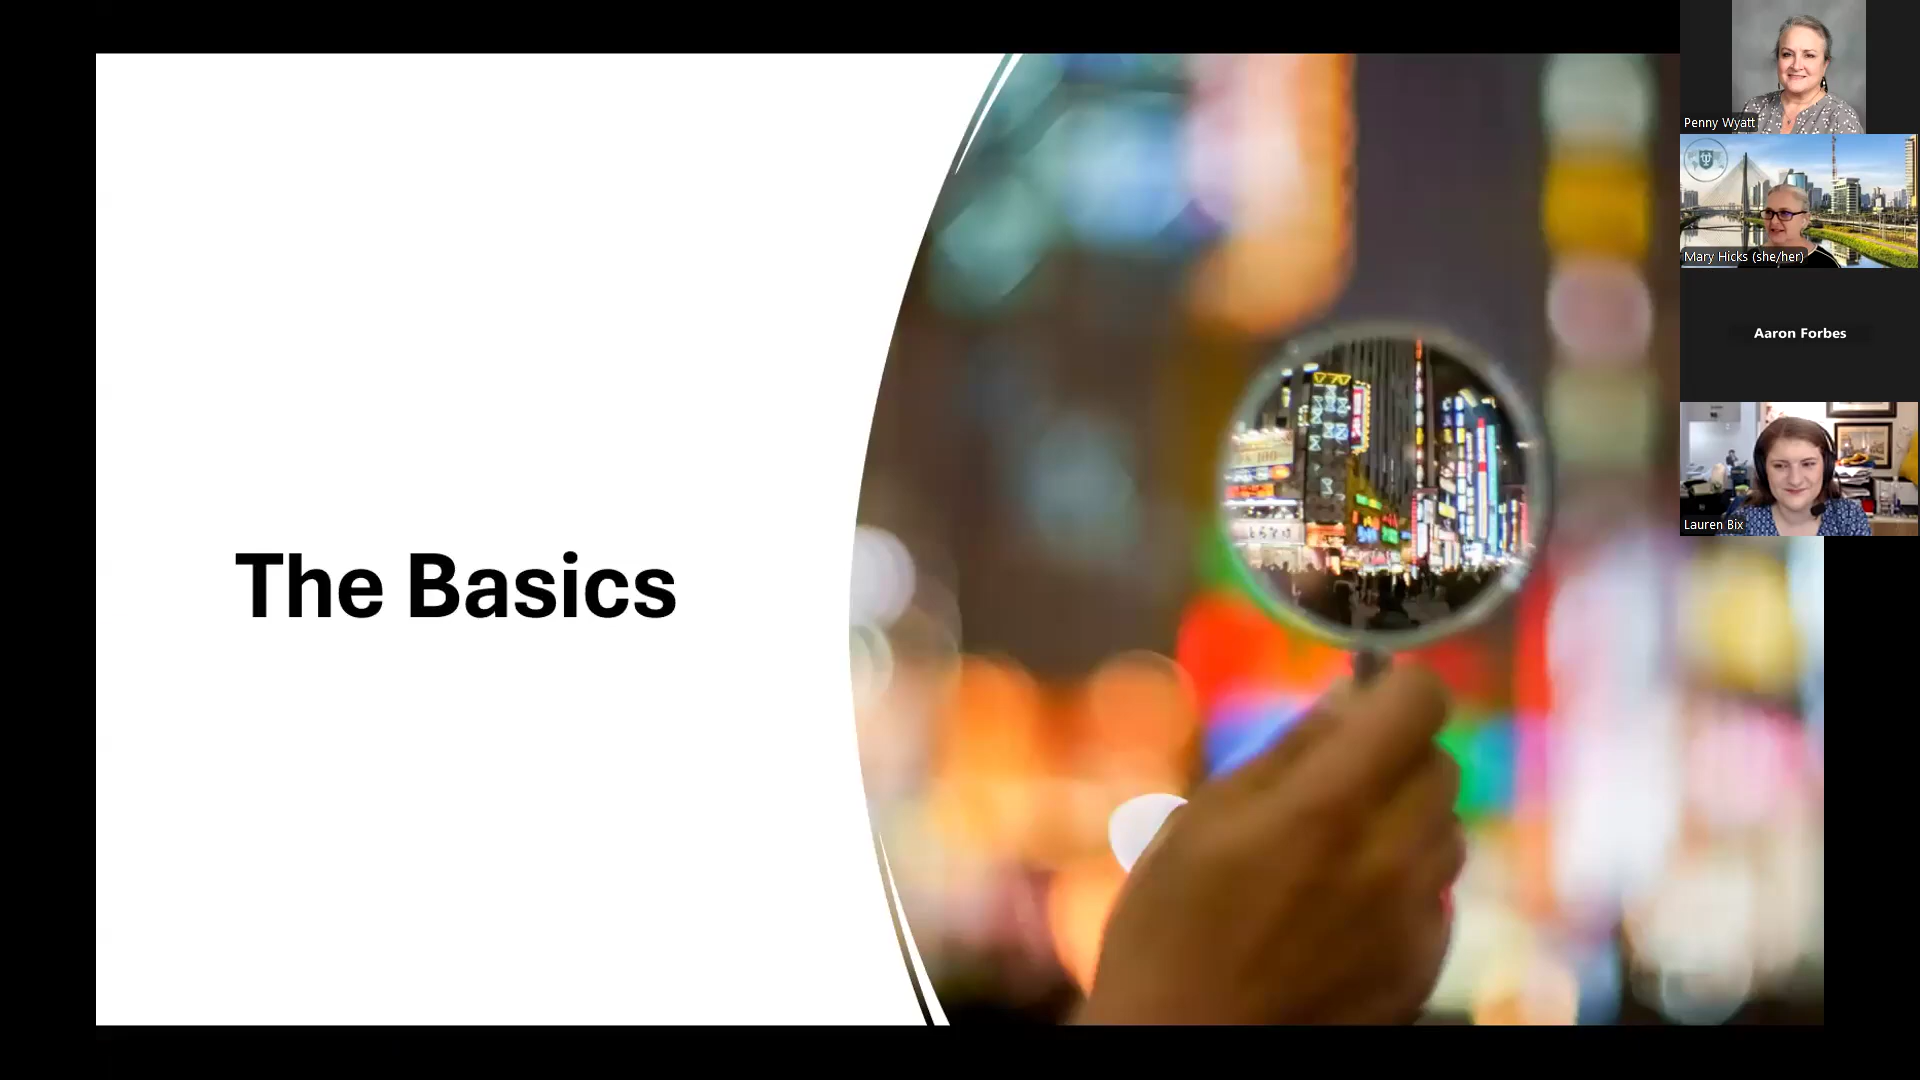 The Basics
Penny Wyatt
Mary Hicks (she/her)
Aaron Forbes
Lauren Bix